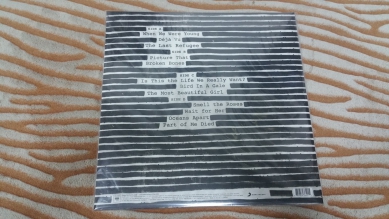 SIDE A
When We Were Young
Déjà Vu
The Last Refugee
SIDE B
Picture That
Broken Bones
SIDE C
Is This the Life We Really Want?
Bird In A Gale
The Most Beautiful Girl
SIDE D
Smell the Roses
Wait for Her
Oceans Apart
Part of Me Died